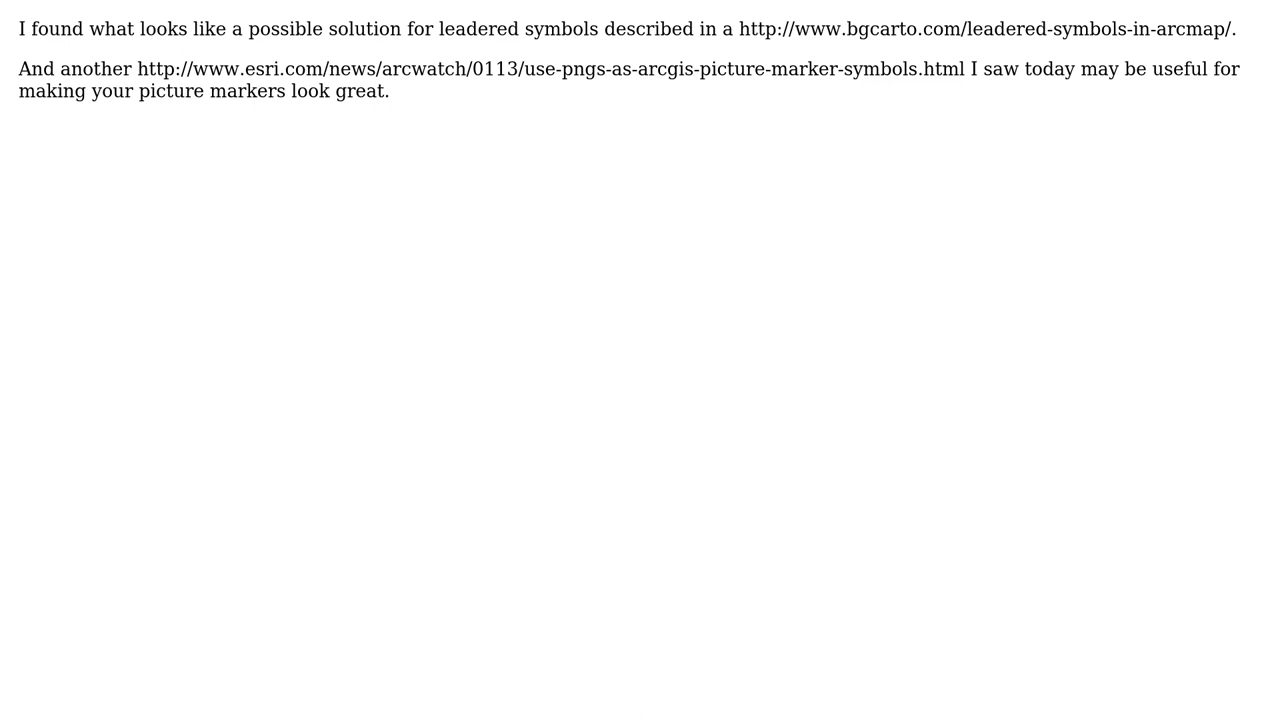 I found what looks like a possible solution for leadered symbols described in a http://www.bgcarto.com/leadered-symbols-in-arcmap/.
And another http://www.esri.com/news/arcwatch/0113/use-pngs-as-arcgis-picture-marker-symbols.html I saw today may be useful for
making your picture markers look great.